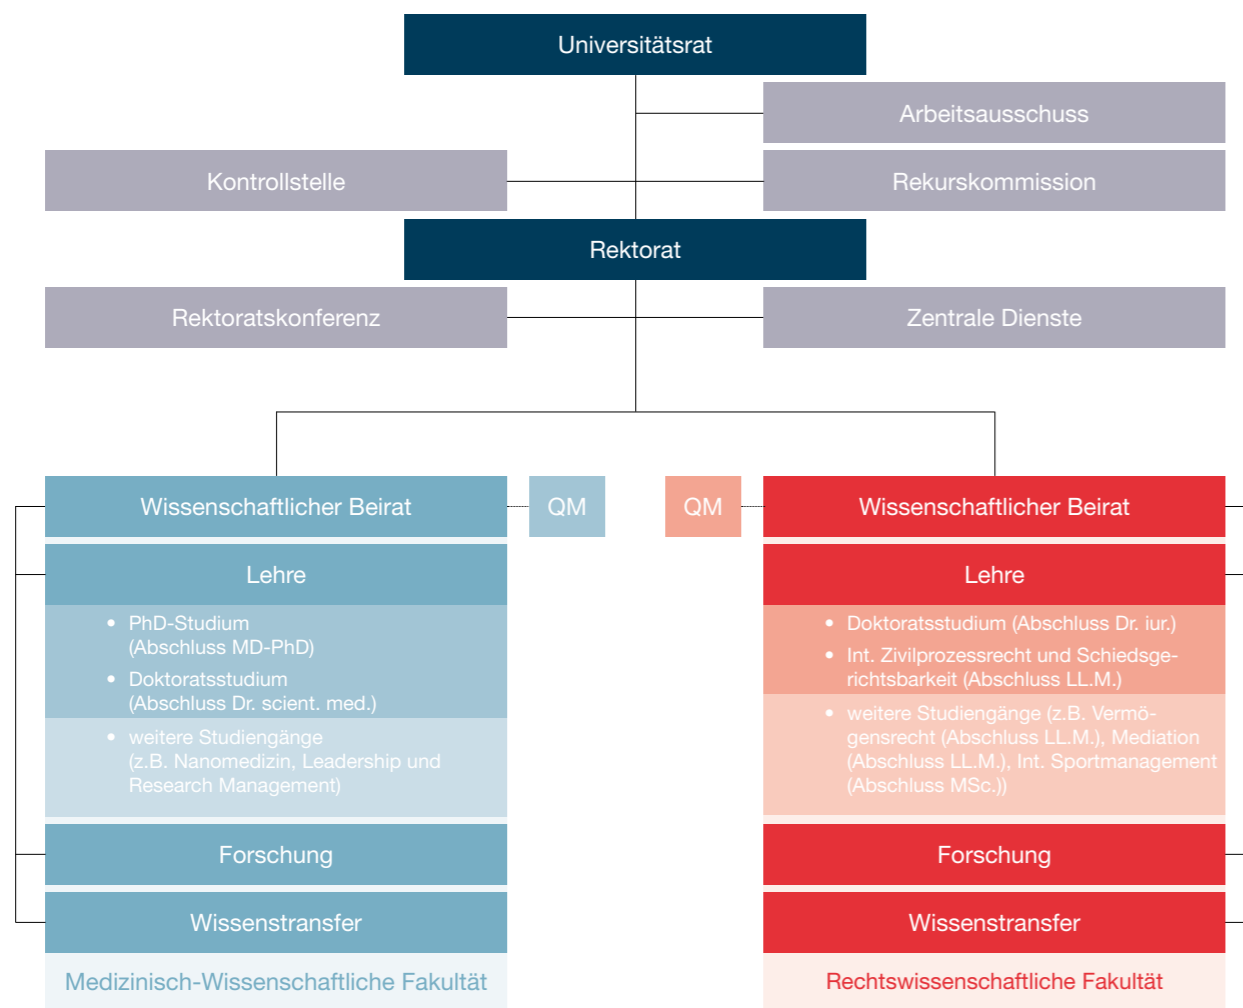 Universitätsrat
Arbeitsausschuss
Kontrollstelle
Rekurskommission
Rektorat
Rektoratskonferenz
Zentrale Dienste
Wissenschaftlicher Beirat
QM
QM
Wissenschaftlicher Beirat
Lehre
• PhD-Studium
(Abschluss MD-PhD)
• Doktoratsstudium
(Abschluss Dr. scient. med.)
• weitere Studiengänge
(z.B. Nanomedizin, Leadership und
Research Management)
Forschung
Wissenstransfer
Medizinisch-Wissenschaftliche Fakultät
Lehre
• Doktoratsstudium (Abschluss Dr. iur.)
• Int. Zivilprozessrecht und Schiedsge-
richtsbarkeit (Abschluss LL.M.)
• weitere Studiengänge (z.B. Vermö-
gensrecht (Abschluss LL.M.), Mediation
(Abschluss LL.M.), Int. Sportmanagement
(Abschluss MSc.))
Forschung
Wissenstransfer
Rechtswissenschaftliche Fakultät